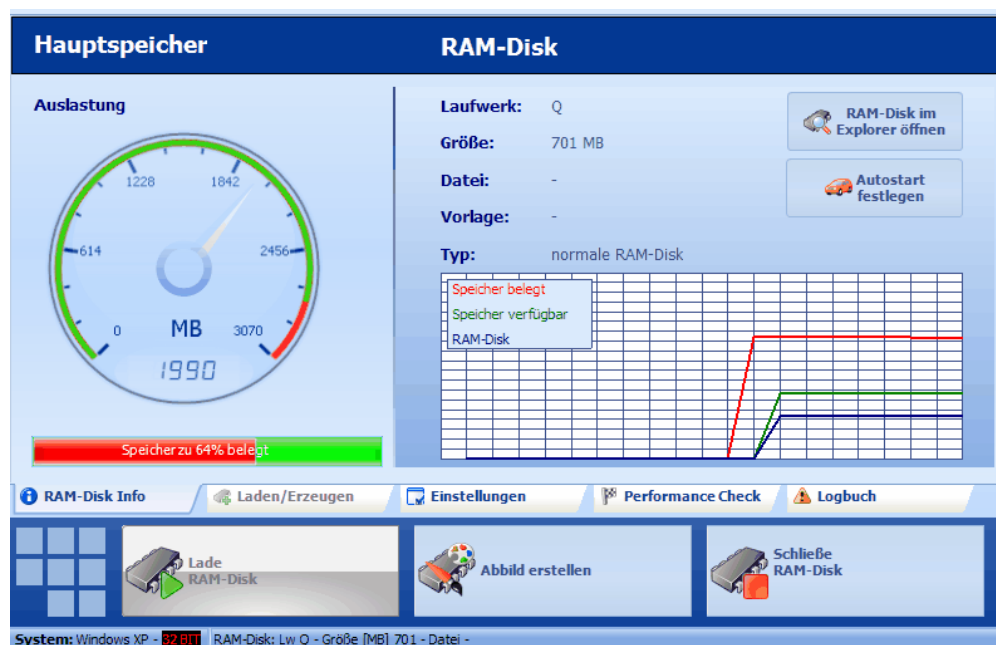 Hauptspeicher
RAM-Disk
Auslastung
1228
1842
614
2456
0
MB
3070
1990
Speicher zu 64% belegt
Laufwerk: Q
Größe: 701 MB
Datei: -
Vorlage: -
Typ: normale RAM-Disk
RAM-Disk im
Explorer öffnen
Autostart
festlegen
Speicher belegt
Speicher verfügbar
RAM-Disk
RAM-Disk Info
Laden/Erzeugen
Einstellungen
Performance Check
Logbuch
Lade
RAM-Disk
Abbild erstellen
Schließe
RAM-Disk
System: Windows XP - 32 BIT RAM-Disk: Lw Q - Größe [MB] 701 - Datei -